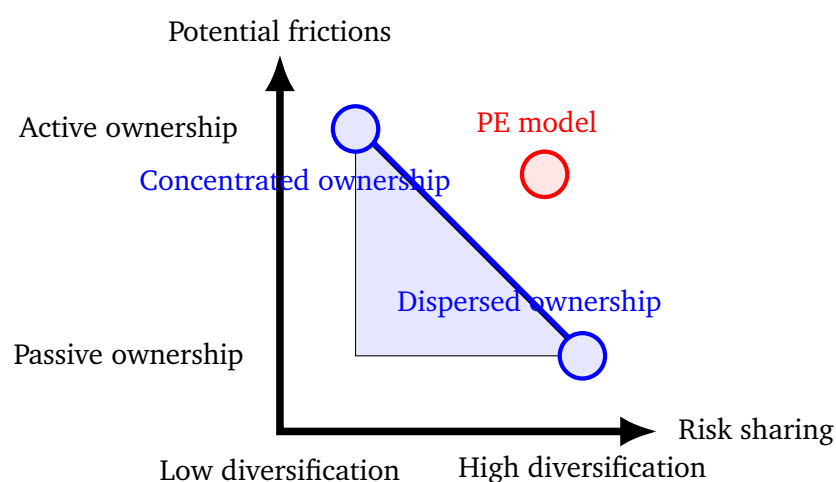 Potential frictions
Active ownership
PE model
Concentrated ownership
Dispersed ownership
Passive ownership
Risk sharing
Low diversification
High diversification